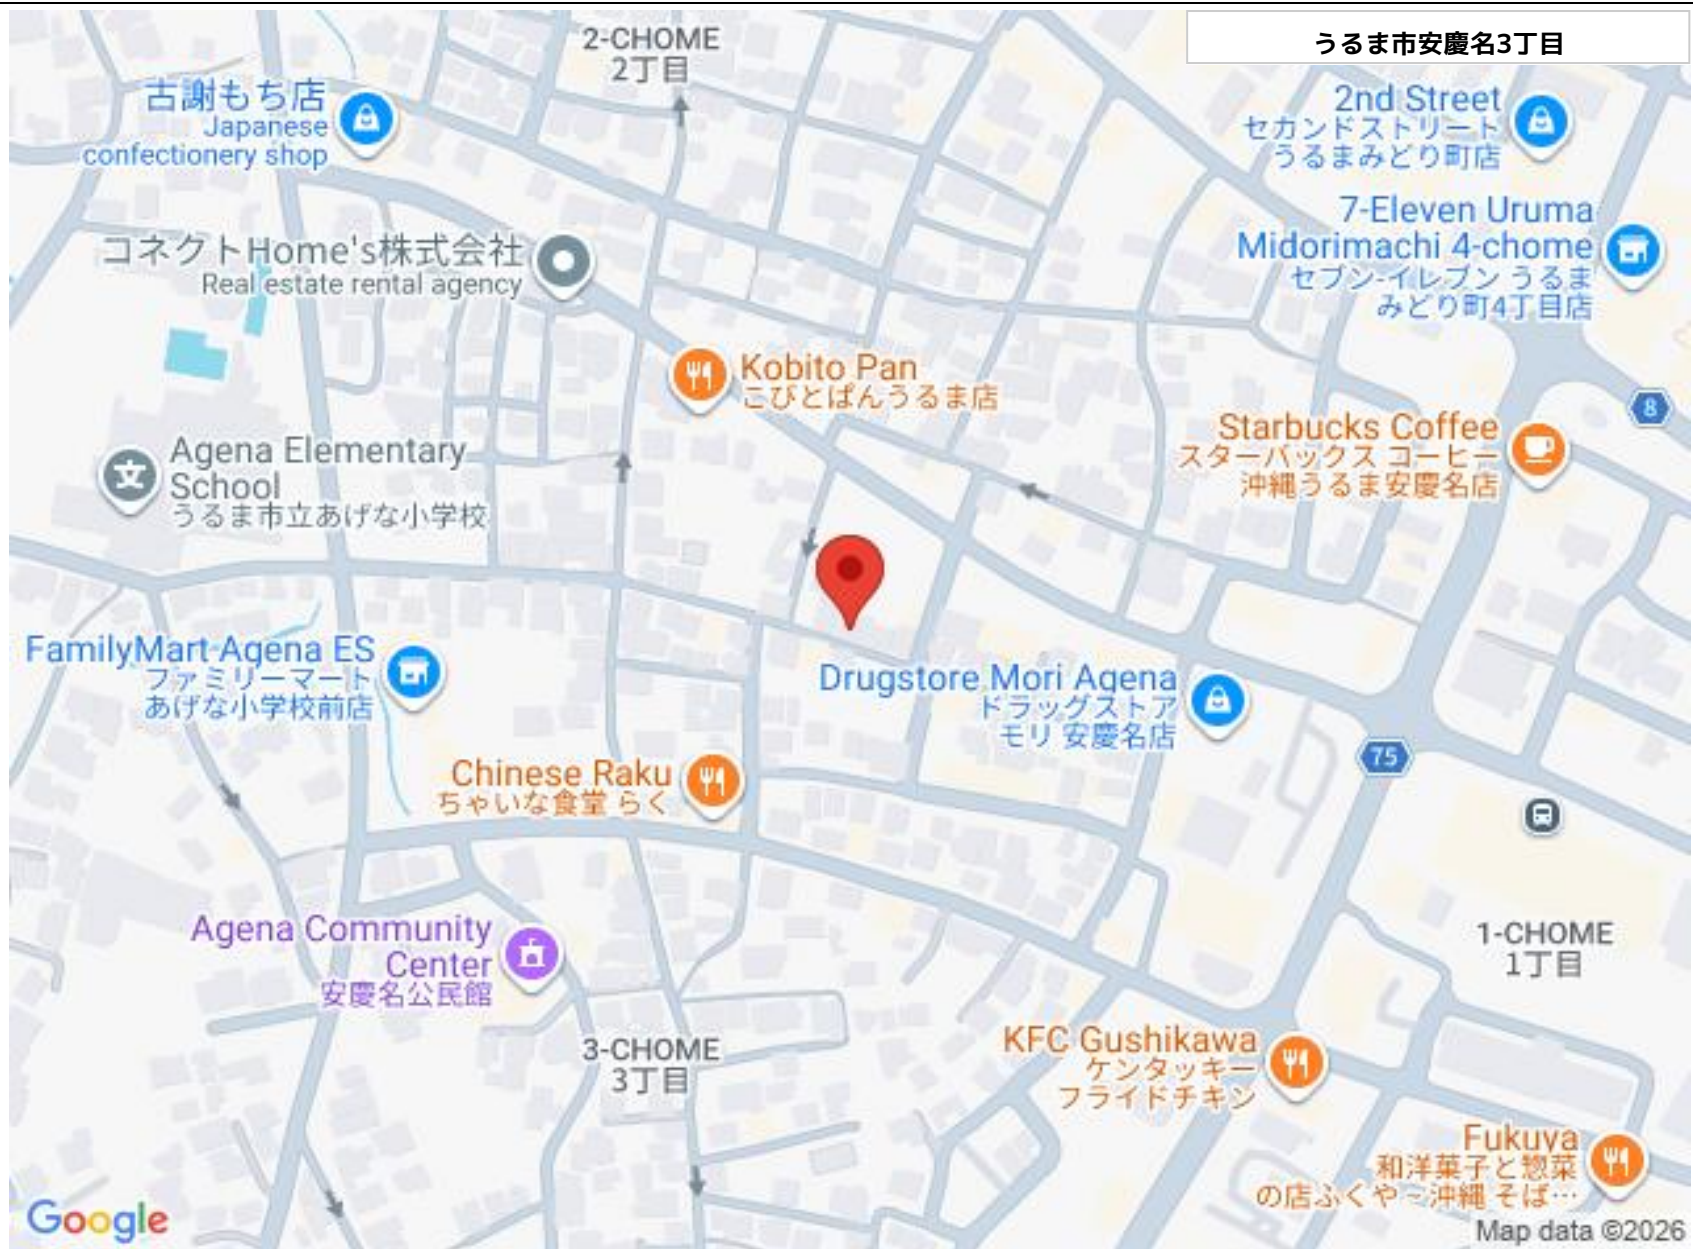 うるま市安慶名3丁目
2-CHOME
2丁目
古謝もち店
Japanese
confectionery shop
2nd Street
セカンドストリート
うるまみどり町店
7-Eleven Uruma
Midorimachi 4-chome
セブン-イレブン うるま
みどり町4丁目店
コネクトHome's株式会社
Real estate rental agency
Kobito Pan
こびとぱんうるま店
8
Starbucks Coffee
スターバックス コーヒー
沖縄うるま安慶名店
Agena Elementary
School
うるま市立あげな小学校
FamilyMart Agena ES
ファミリーマート
あげな小学校前店
Drugstore Mori Agena
ドラッグストア
モリ 安慶名店
75
Chinese Raku
ちゃいな食堂 らく
Agena Community
Center
安慶名公民館
1-CHOME
1丁目
3-CHOME
3丁目
KFC Gushikawa
ケンタッキー
フライドチキン
Fukuya
和洋菓子と惣菜
の店ふくや～沖縄 そば…
Google
Map data ©2026